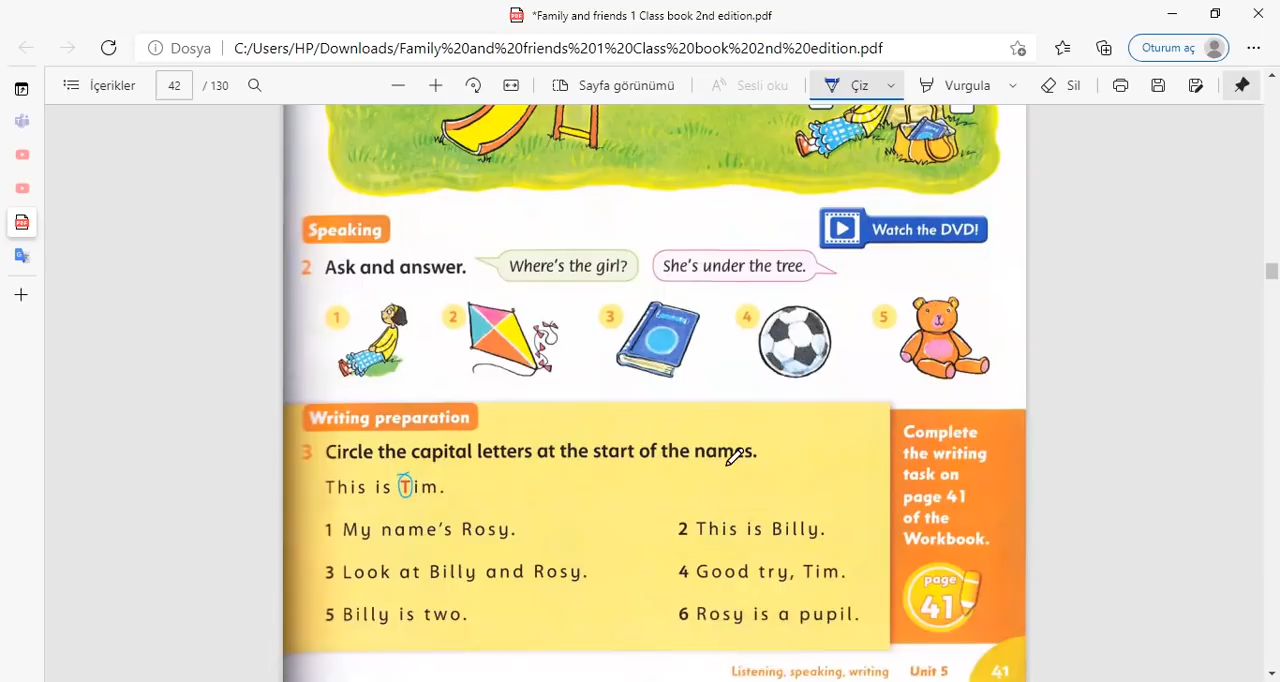 *Family and friends 1 Class book 2nd edition.pdf
Dosya C:/Users/HP/Downloads/Family%20and%20friends%201%20Class%20book%202nd%20edition.pdf Oturum aç
İçerikler 42 / 130 Sayfa görünümü Sesli oku Çiz Vurgula Sil
Speaking
Watch the DVD!
2 Ask and answer. Where's the girl? She's under the tree.
1 2 3 4 5
Writing preparation
3 Circle the capital letters at the start of the names.
This is Tim.
1 My name's Rosy. 2 This is Billy.
3 Look at Billy and Rosy. 4 Good try, Tim.
5 Billy is two. 6 Rosy is a pupil.
Complete
the writing
task on
page 41
of the
Workbook.
page
41
Listening, speaking, writing Unit 5 41